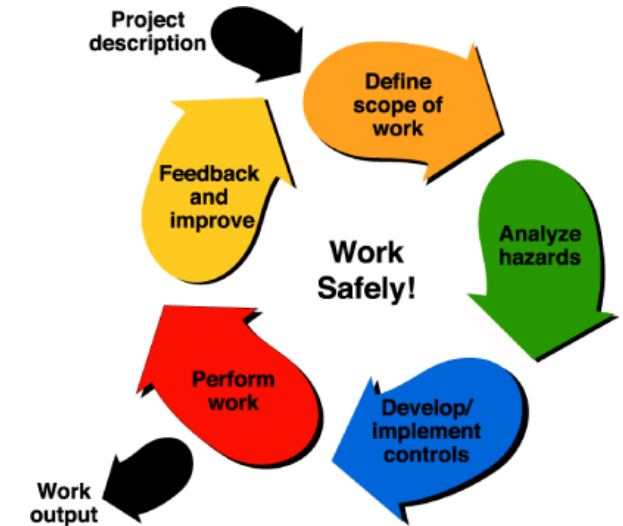 Project
description
Define
scope of
work
Analyze
hazards
Develop/
implement
controls
Perform
work
Work
output
Feedback
and
improve
Work
Safely!